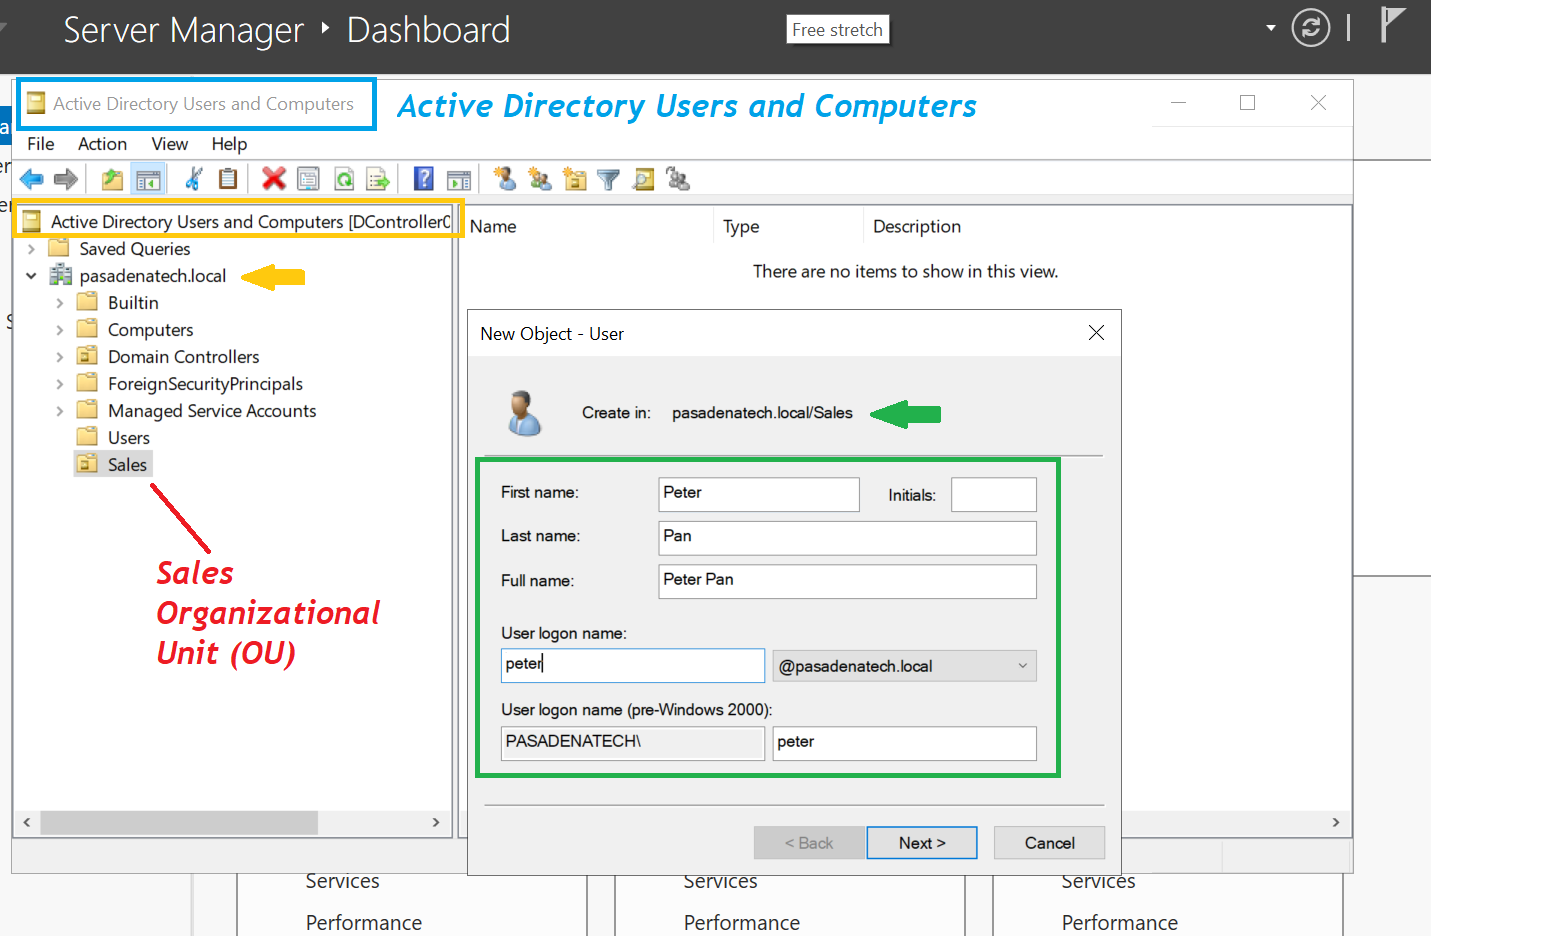 Server Manager ‣ Dashboard
Free stretch
Active Directory Users and Computers
Active Directory Users and Computers
File Action View Help
Active Directory Users and Computers [DController0
Name Type Description
Saved Queries
There are no items to show in this view.
pasadenatech.local
Builtin
Computers
Domain Controllers
ForeignSecurityPrincipals
Managed Service Accounts
Users
Sales
Sales
Organizational
Unit (OU)
New Object - User
Create in: pasadenatech.local/Sales
First name: Peter Initials:
Last name: Pan
Full name: Peter Pan
User logon name:
peter @pasadenatech.local
User logon name (pre-Windows 2000):
PASADENATECH\ peter
< Back Next > Cancel
Services Services Services
Performance Performance Performance